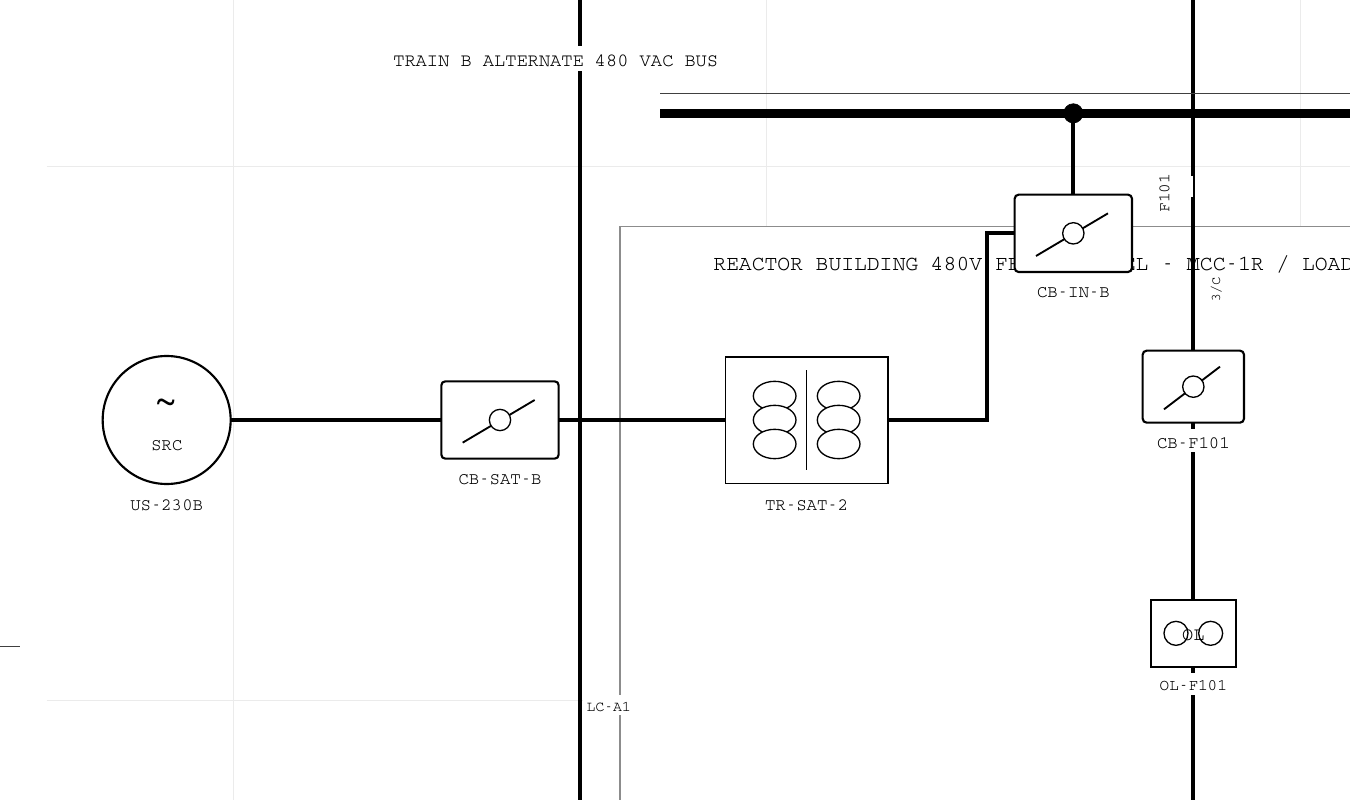 TRAIN B ALTERNATE 480 VAC BUS
F101
REACTOR BUILDING 480V - MCC-1R / LOAD
CB-IN-B
3/C
~
SRC
US-230B
CB-SAT-B
TR-SAT-2
CB-F101
OL
OL-F101
LC-A1